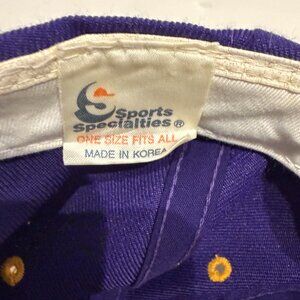 Sports
Specialties®
ONE SIZE FITS ALL
MADE IN KOREA